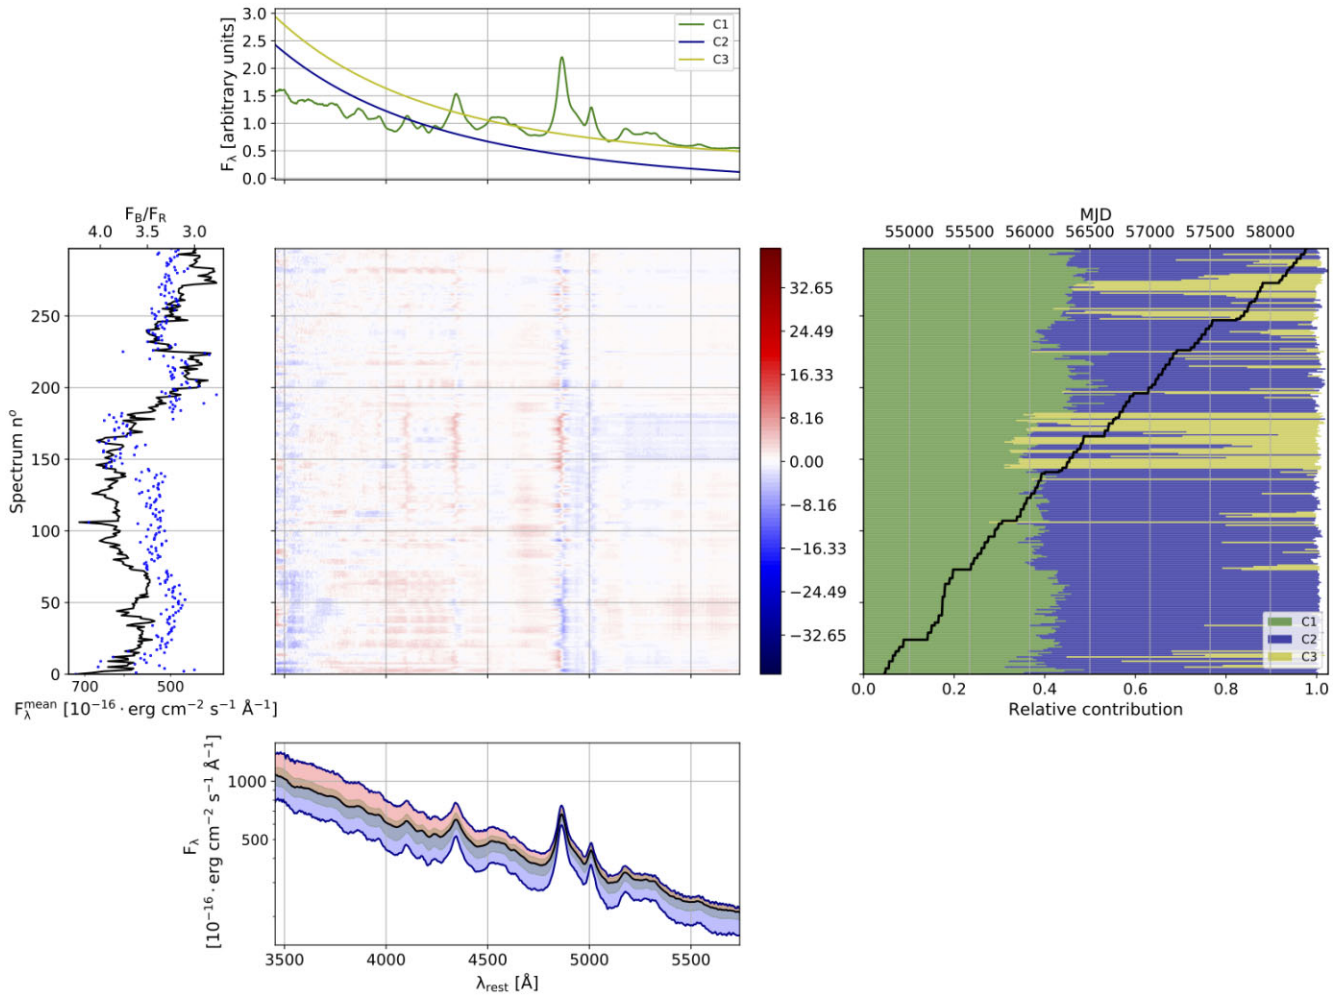 F_λ [arbitrary units]
3.0
2.5
2.0
1.5
1.0
0.5
0.0
C1
C2
C3
F_B/F_R
4.0 3.5 3.0
Spectrum n^o
250
200
150
100
50
0
700 500
F_λ^mean [10^−16 · erg cm^−2 s^−1 Å^−1]
32.65
24.49
16.33
8.16
0.00
−8.16
−16.33
−24.49
−32.65
MJD
55000 55500 56000 56500 57000 57500 58000
C1
C2
C3
0.0 0.2 0.4 0.6 0.8 1.0
Relative contribution
F_λ
[10^−16 · erg cm^−2 s^−1 Å^−1]
1000
500
3500 4000 4500 5000 5500
λ_rest [Å]